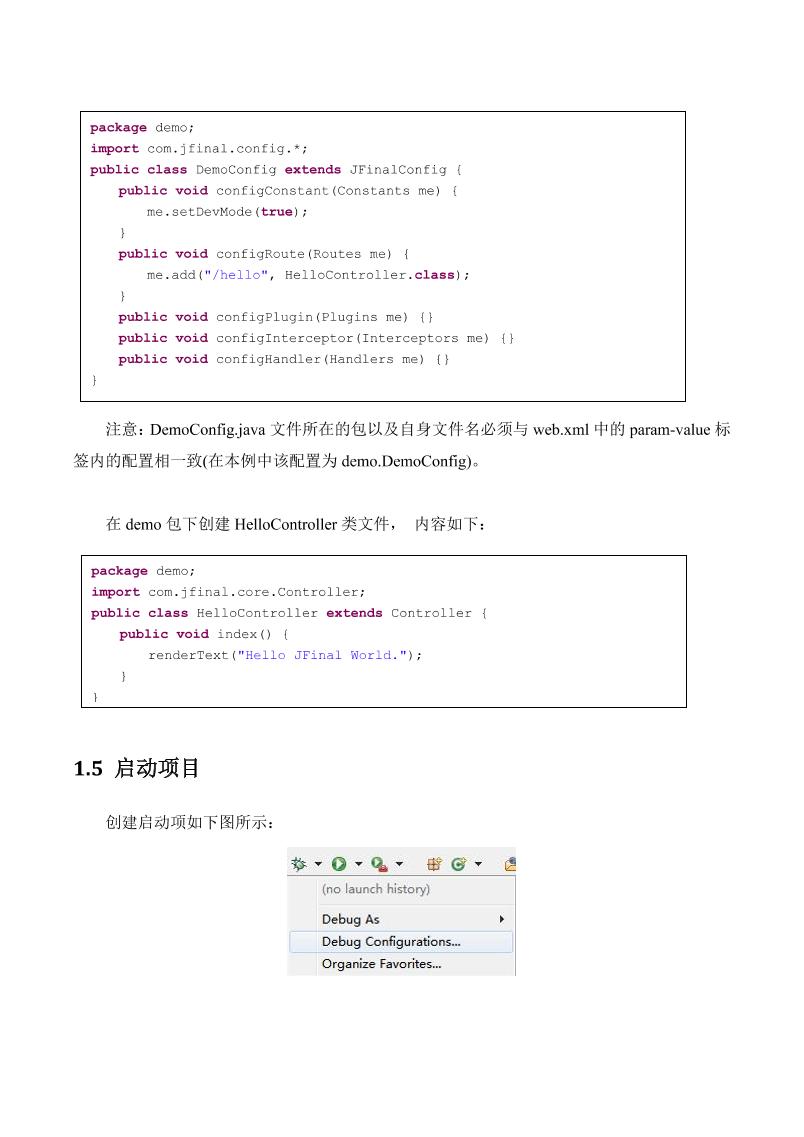 package demo;
import com.jfinal.config.*;
public class DemoConfig extends JFinalConfig {
    public void configConstant(Constants me) {
        me.setDevMode(true);
    }
    public void configRoute(Routes me) {
        me.add("/hello", HelloController.class);
    }
    public void configPlugin(Plugins me) {}
    public void configInterceptor(Interceptors me) {}
    public void configHandler(Handlers me) {}
}
注意：DemoConfig.java 文件所在的包以及自身文件名必须与 web.xml 中的 param-value 标
签内的配置相一致(在本例中该配置为 demo.DemoConfig)。
在 demo 包下创建 HelloController 类文件， 内容如下：
package demo;
import com.jfinal.core.Controller;
public class HelloController extends Controller {
    public void index() {
        renderText("Hello JFinal World.");
    }
}
1.5 启动项目
创建启动项如下图所示：
(no launch history)
Debug As
Debug Configurations...
Organize Favorites...